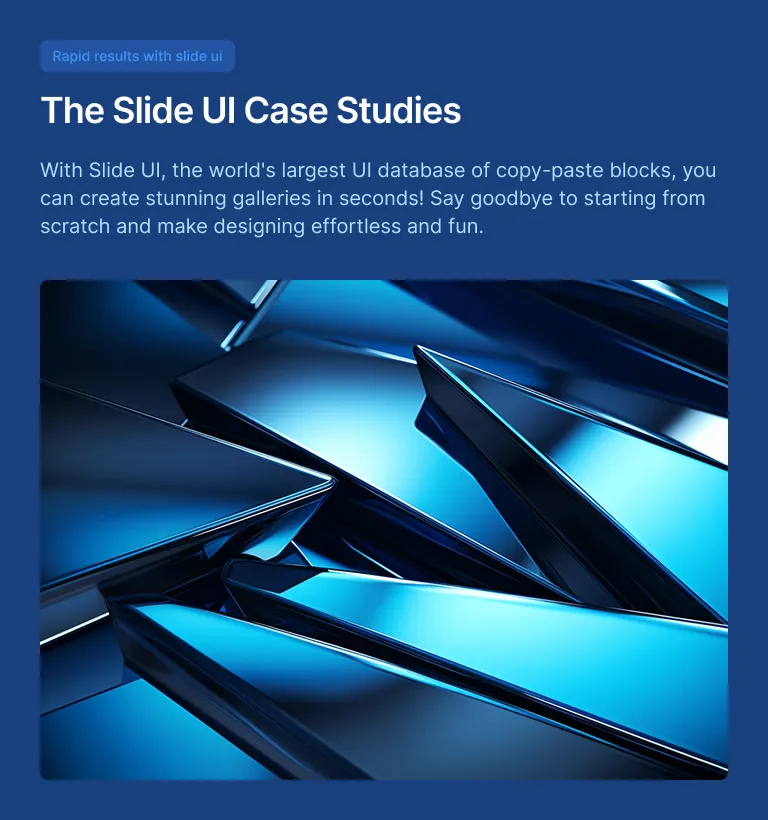 Rapid results with slide ui
The Slide UI Case Studies
With Slide UI, the world's largest UI database of copy-paste blocks, you
can create stunning galleries in seconds! Say goodbye to starting from
scratch and make designing effortless and fun.